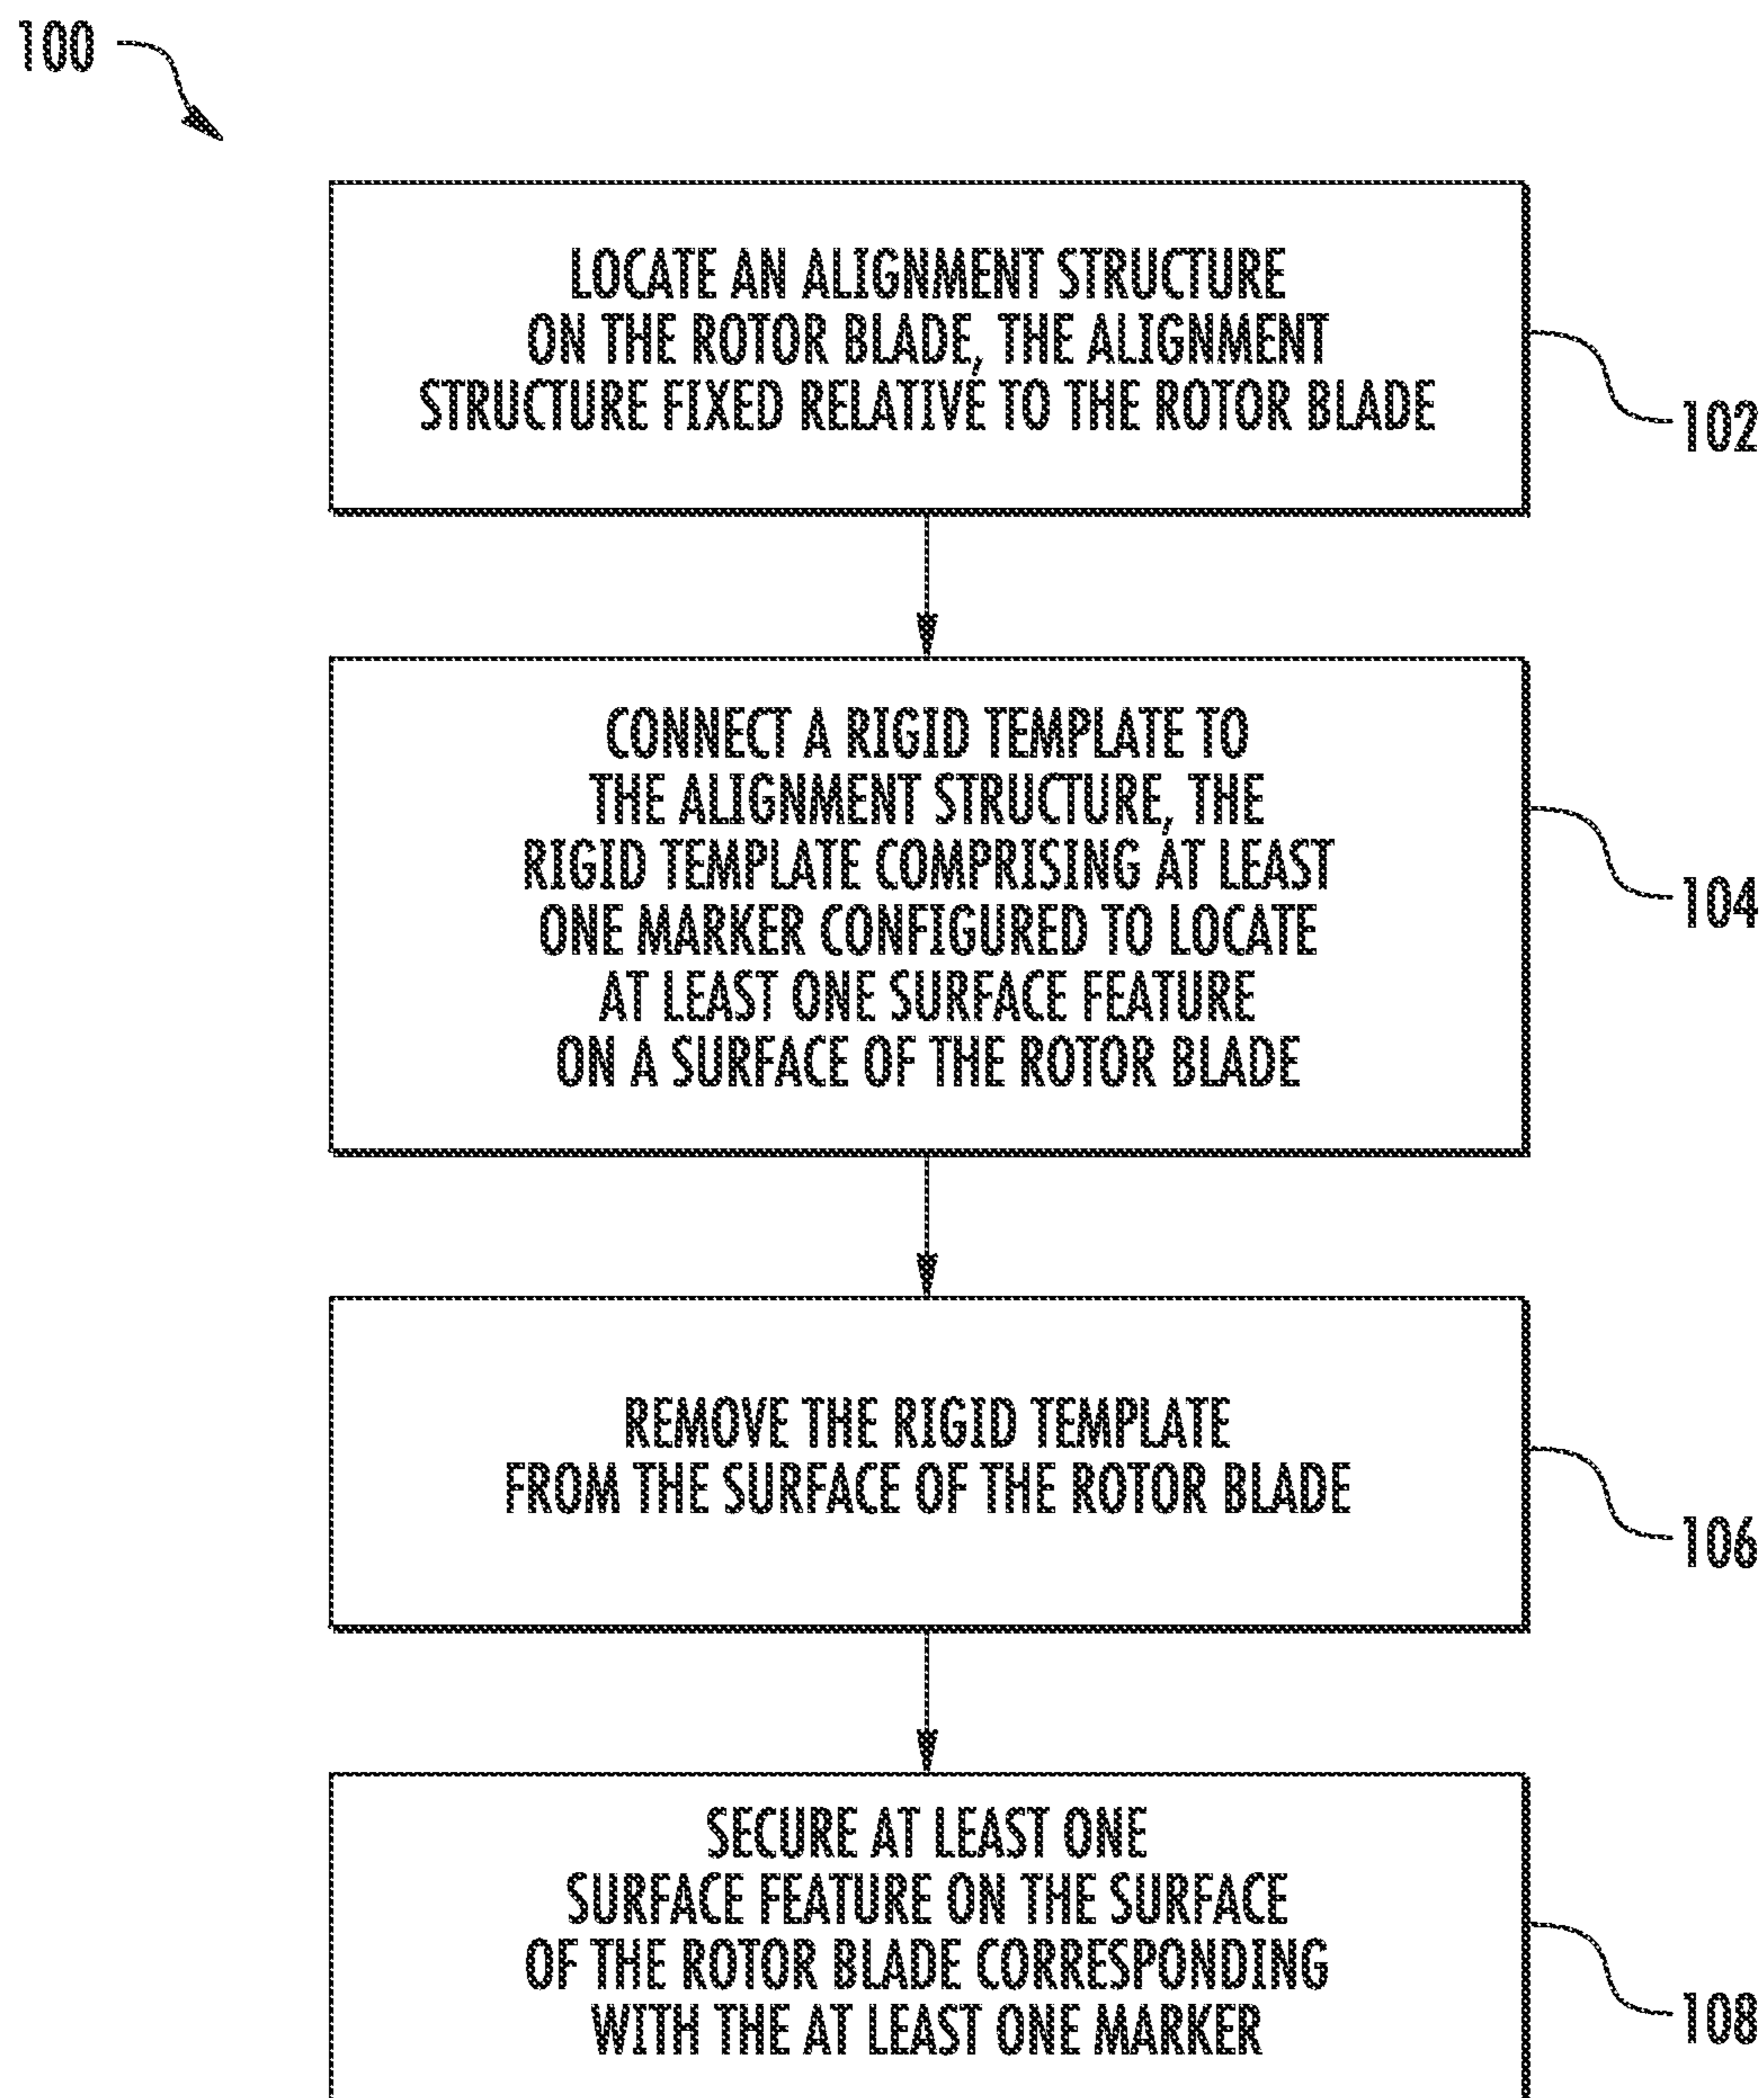 100
LOCATE AN ALIGNMENT STRUCTURE
ON THE ROTOR BLADE, THE ALIGNMENT
STRUCTURE FIXED RELATIVE TO THE ROTOR BLADE
102
CONNECT A RIGID TEMPLATE TO
THE ALIGNMENT STRUCTURE, THE
RIGID TEMPLATE COMPRISING AT LEAST
ONE MARKER CONFIGURED TO LOCATE
AT LEAST ONE SURFACE FEATURE
ON A SURFACE OF THE ROTOR BLADE
104
REMOVE THE RIGID TEMPLATE
FROM THE SURFACE OF THE ROTOR BLADE
106
SECURE AT LEAST ONE
SURFACE FEATURE ON THE SURFACE
OF THE ROTOR BLADE CORRESPONDING
WITH THE AT LEAST ONE MARKER
108